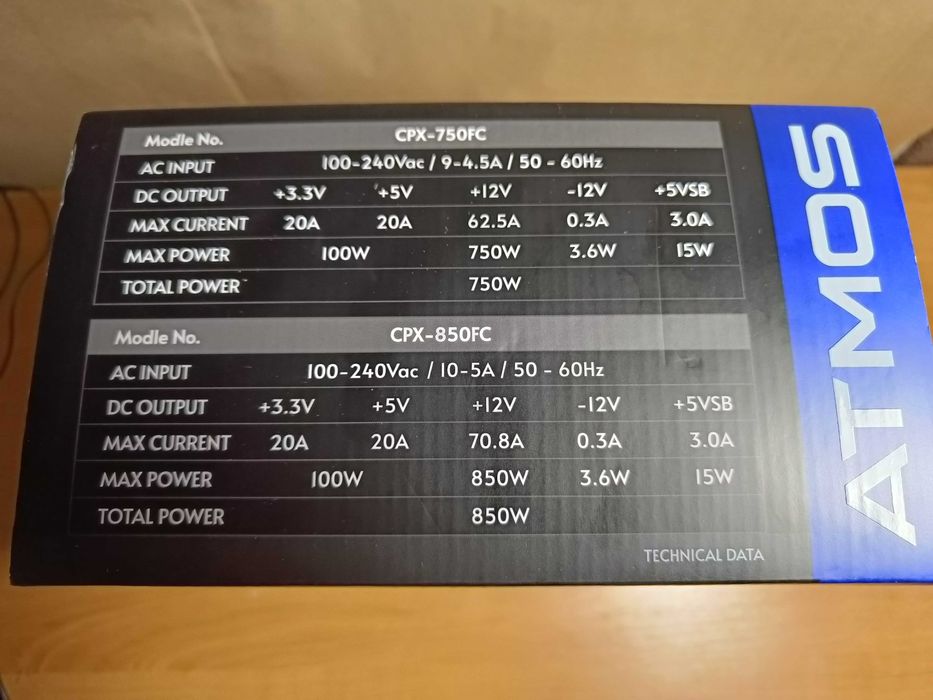 Modle No. CPX-750FC
AC INPUT 100-240Vac / 9-4.5A / 50 - 60Hz
DC OUTPUT +3.3V +5V +12V -12V +5VSB
MAX CURRENT 20A 20A 62.5A 0.3A 3.0A
MAX POWER 100W 750W 3.6W 15W
TOTAL POWER 750W
Modle No. CPX-850FC
AC INPUT 100-240Vac / 10-5A / 50 - 60Hz
DC OUTPUT +3.3V +5V +12V -12V +5VSB
MAX CURRENT 20A 20A 70.8A 0.3A 3.0A
MAX POWER 100W 850W 3.6W 15W
TOTAL POWER 850W
TECHNICAL DATA
ATMOS